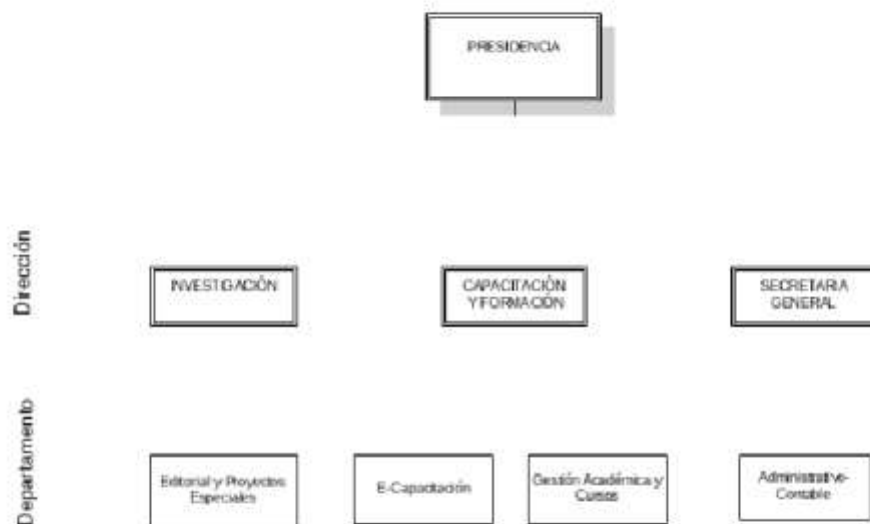 PRESIDENCIA
Dirección
INVESTIGACIÓN
CAPACITACIÓN
Y FORMACIÓN
SECRETARIA
GENERAL
Departamento
Editorial y Proyectos
Especiales
E-Capacitación
Gestión Académica y
Cursos
Administrativo-
Contable